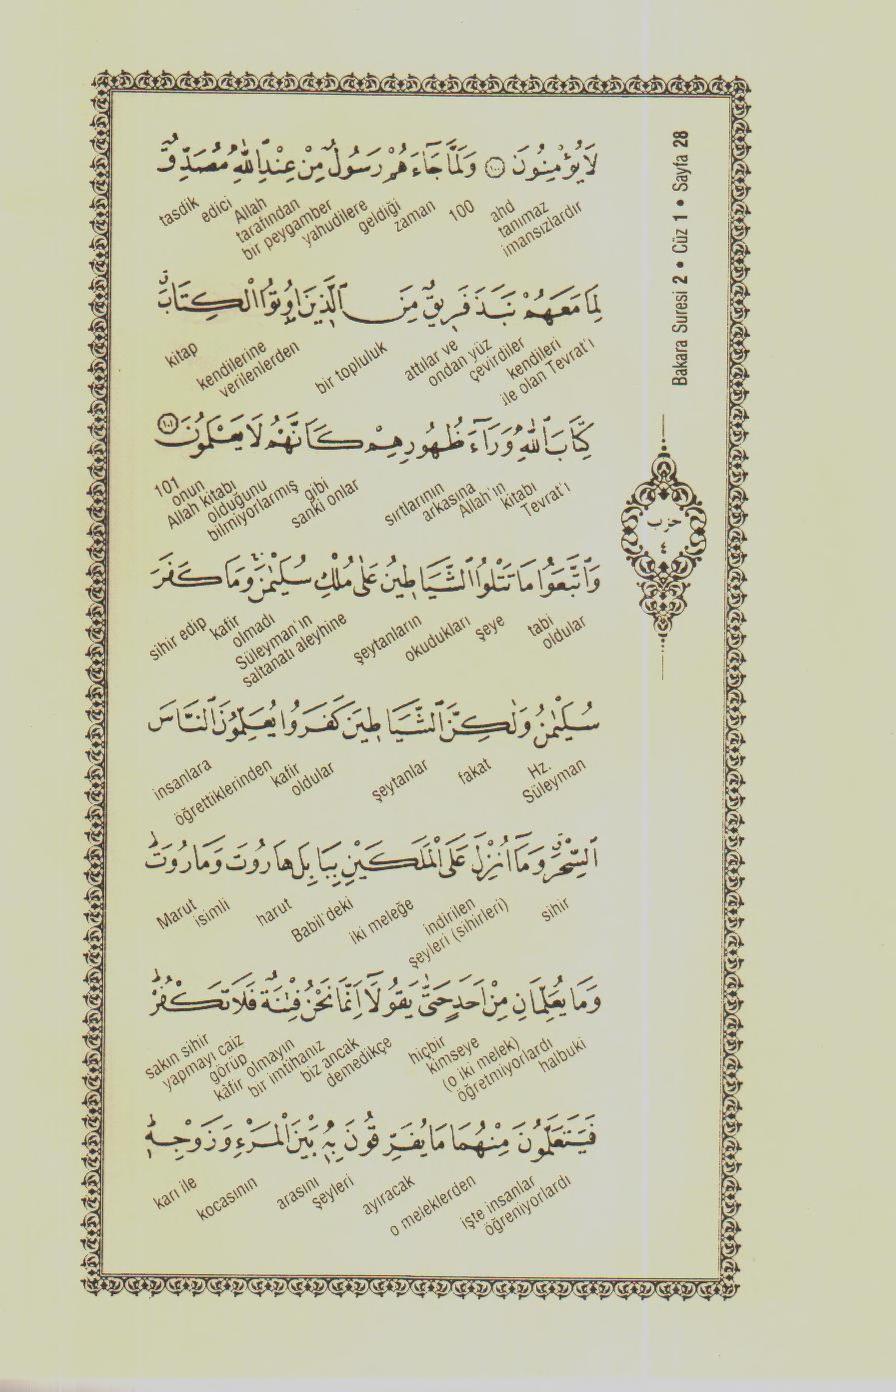 لَا يُؤْمِنُونَ ﴿١٠٠﴾ وَلَمَّا جَٓاءَهُمْ رَسُولٌ مِنْ عِنْدِ اللّٰهِ مُصَدِّقٌ
ahd tanımaz imansızlardır 100 zaman geldiği yahudilere bir peygamber tarafından Allah edici tasdik
لِمَا مَعَهُمْ نَبَذَ فَرٖيقٌ مِنَ الَّذٖينَ اُو۫تُوا الْكِتَابَۗ
kendileri ile olan Tevrat'ı attılar ve ondan yüz çevirdiler bir topluluk kendilerine verilenlerden kitap
كِتَابَ اللّٰهِ وَرَٓاءَ ظُهُورِهِمْ كَاَنَّهُمْ لَا يَعْلَمُونَ ﴿١٠١﴾
Tevrat'ı kitabı Allah'ın arkasına sırtlarının sanki onlar gibi bilmiyorlarmış olduğunu Allah kitabı onun 101
وَاتَّبَعُوا مَا تَتْلُوا الشَّيَاطٖينُ عَلٰى مُلْكِ سُلَيْمٰنَۚ وَمَا كَفَرَ
tabi oldular şeye okudukları şeytanların saltanatı aleyhine Süleyman'ın olmadı kafir sihir edip
سُلَيْمٰنُ وَلٰكِنَّ الشَّيَاطٖينَ كَفَرُوا يُعَلِّمُونَ النَّاسَ
Hz. Süleyman fakat şeytanlar kafir oldular öğrettiklerinden insanlara
السِّحْرَۗ وَمَٓا اُنْزِلَ عَلَى الْمَلَكَيْنِ بِبَابِلَ هَارُوتَ وَمَارُوتَۜ
sihir indirilen şeyleri (sihirleri) iki meleğe Babil'deki harut isimli Marut
وَمَا يُعَلِّمَانِ مِنْ اَحَدٍ حَتّٰى يَقُولَٓا اِنَّمَا نَحْنُ فِتْنَةٌ فَلَا تَكْفُرْۜ
halbuki (o iki melek) öğretmiyorlardı hiçbir kimseye demedikçe biz ancak bir imtihanız kâfir olmayın görüp yapmayı caiz sakın sihir
فَيَتَعَلَّمُونَ مِنْهُمَا مَا يُفَرِّقُونَ بِهٖ بَيْنَ الْمَرْءِ وَزَوْجِهٖۜ
işte insanlar öğreniyorlardı o meleklerden ayıracak şeyleri arasını kocasının karı ile
Bakara Suresi 2 • Cüz 1 • Sayfa 28
حزب
٤